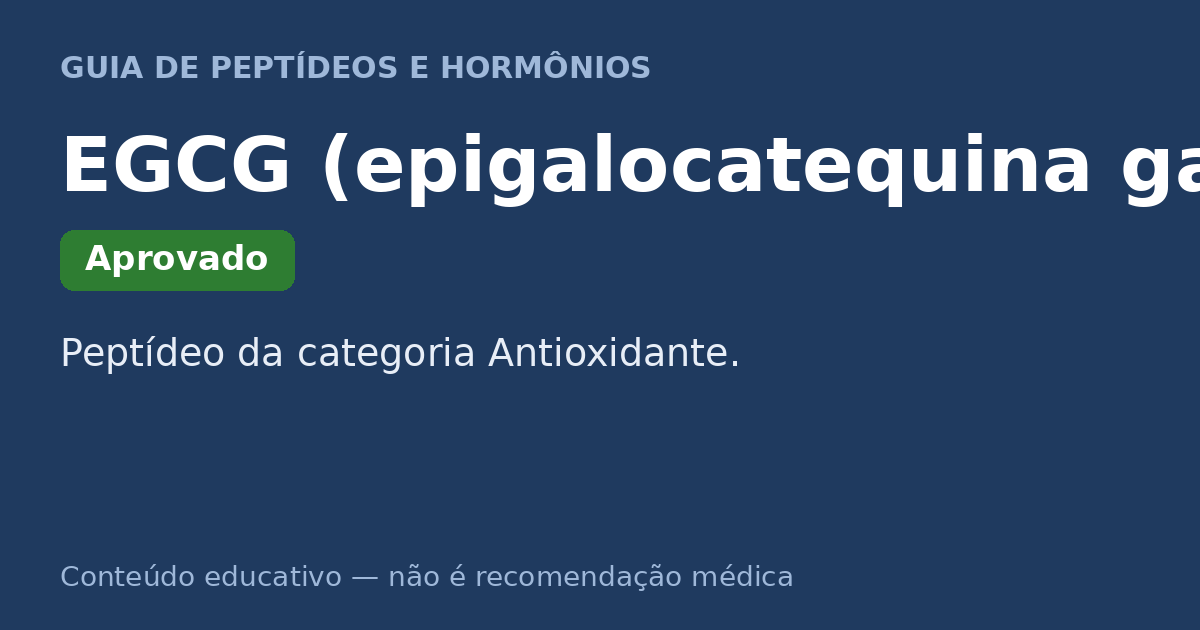 GUIA DE PEPTÍDEOS E HORMÔNIOS
EGCG (epigalocatequina ga
Aprovado
Peptídeo da categoria Antioxidante.
Conteúdo educativo — não é recomendação médica